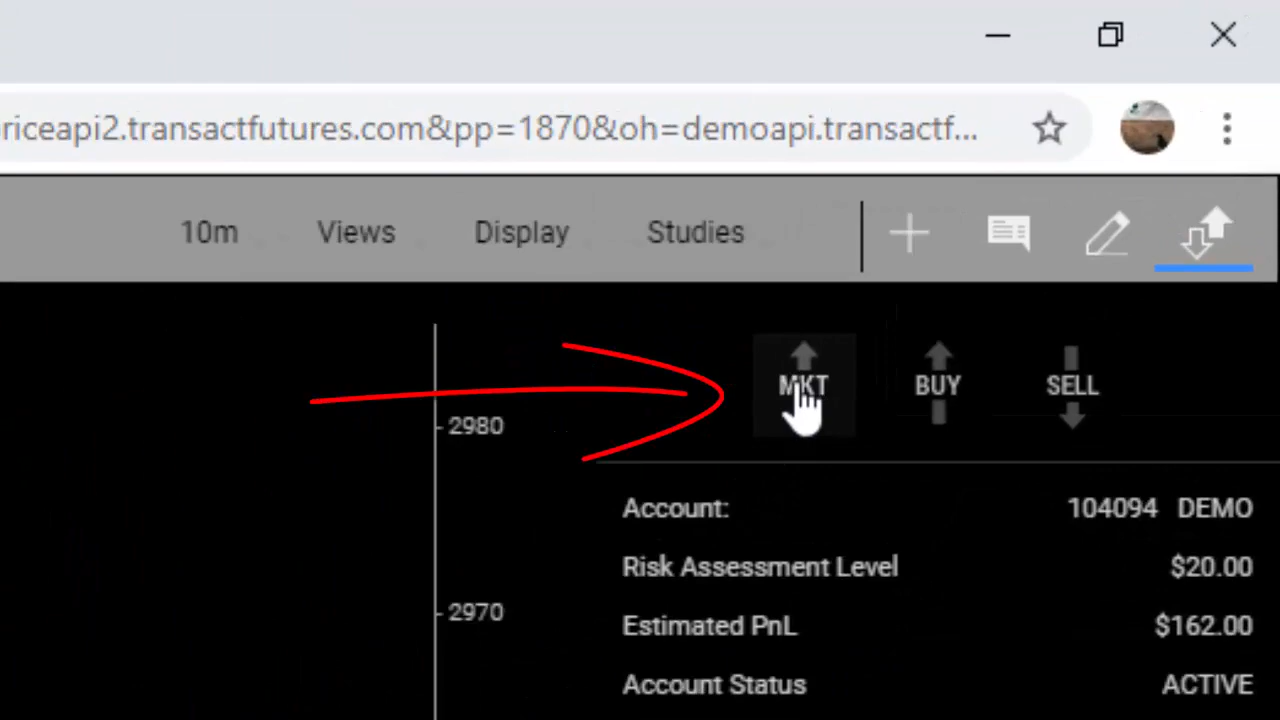 riceapi2.transactfutures.com&pp=1870&oh=demoapi.transactf...
10m Views Display Studies
MKT BUY SELL
2980
Account: 104094 DEMO
Risk Assessment Level $20.00
2970
Estimated PnL $162.00
Account Status ACTIVE